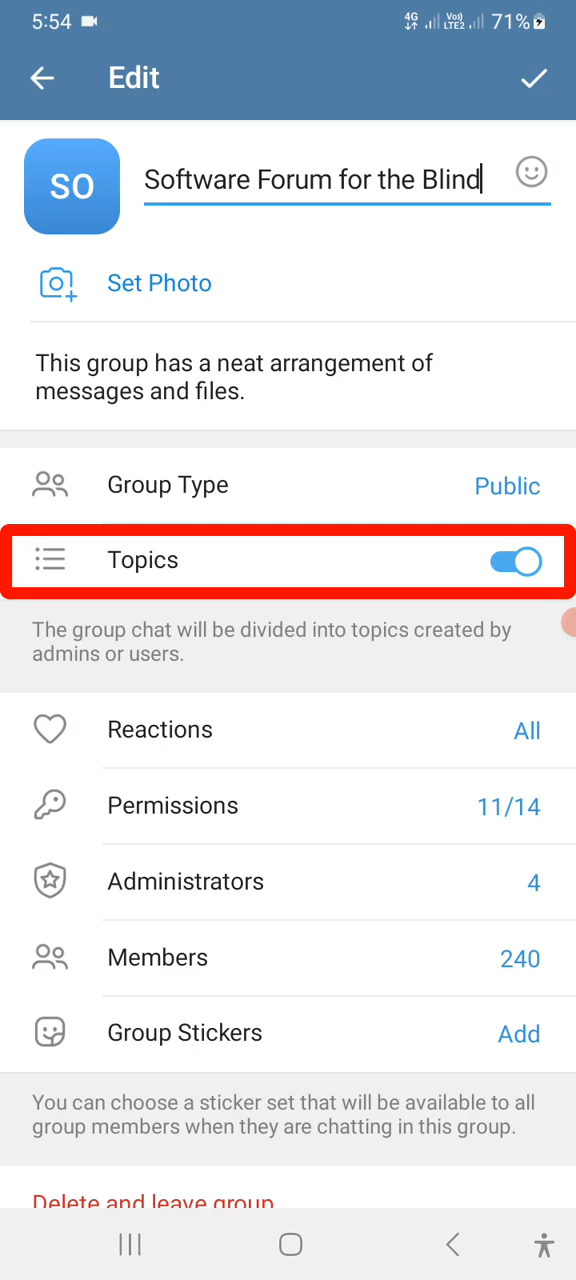 5:54 4G Vo)) LTE2 71%
Edit
SO Software Forum for the Blind
Set Photo
This group has a neat arrangement of
messages and files.
Group Type Public
Topics
The group chat will be divided into topics created by
admins or users.
Reactions All
Permissions 11/14
Administrators 4
Members 240
Group Stickers Add
You can choose a sticker set that will be available to all
group members when they are chatting in this group.
Delete and leave group